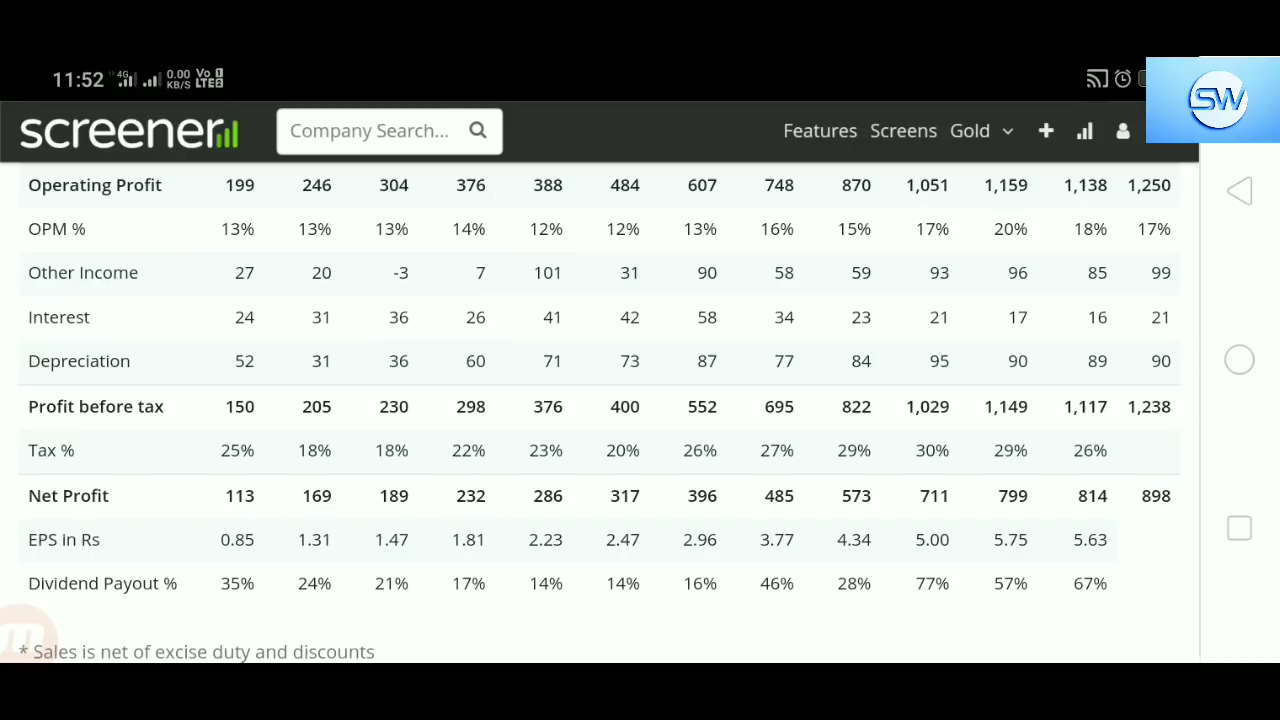 11:52 4G 0.00 KB/S Vo 1 LTE2
SW
screener Company Search... Features Screens Gold
Operating Profit 199 246 304 376 388 484 607 748 870 1,051 1,159 1,138 1,250
OPM % 13% 13% 13% 14% 12% 12% 13% 16% 15% 17% 20% 18% 17%
Other Income 27 20 -3 7 101 31 90 58 59 93 96 85 99
Interest 24 31 36 26 41 42 58 34 23 21 17 16 21
Depreciation 52 31 36 60 71 73 87 77 84 95 90 89 90
Profit before tax 150 205 230 298 376 400 552 695 822 1,029 1,149 1,117 1,238
Tax % 25% 18% 18% 22% 23% 20% 26% 27% 29% 30% 29% 26%
Net Profit 113 169 189 232 286 317 396 485 573 711 799 814 898
EPS in Rs 0.85 1.31 1.47 1.81 2.23 2.47 2.96 3.77 4.34 5.00 5.75 5.63
Dividend Payout % 35% 24% 21% 17% 14% 14% 16% 46% 28% 77% 57% 67%
* Sales is net of excise duty and discounts